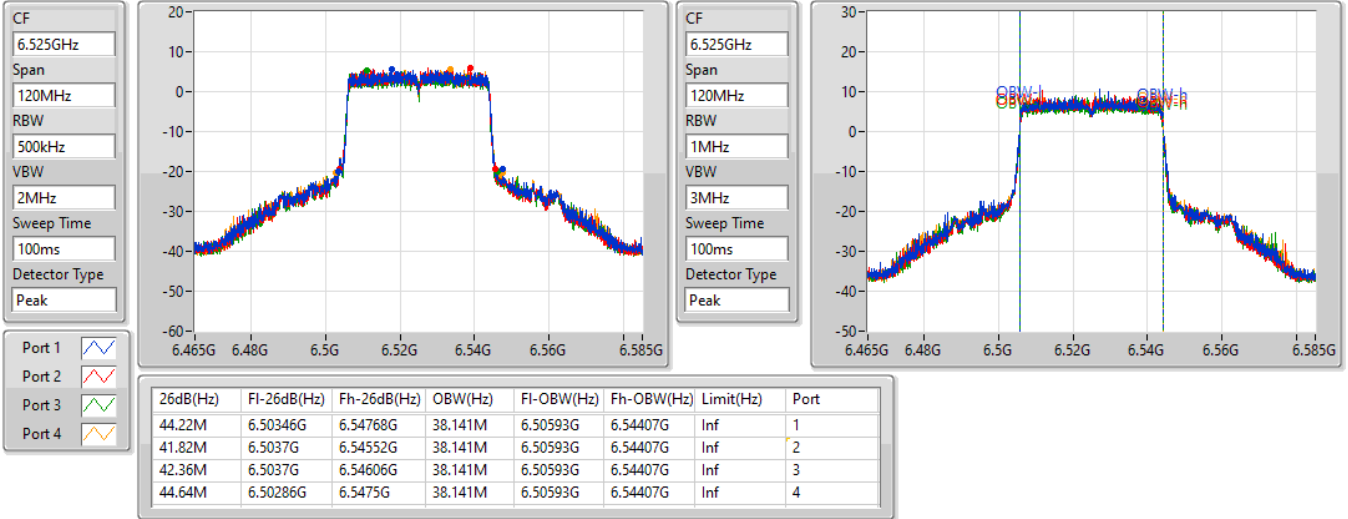 CF
6.525GHz
Span
120MHz
RBW
500kHz
VBW
2MHz
Sweep Time
100ms
Detector Type
Peak
20
10
0
-10
-20
-30
-40
-50
-60
6.465G 6.48G 6.5G 6.52G 6.54G 6.56G 6.585G
CF
6.525GHz
Span
120MHz
RBW
1MHz
VBW
3MHz
Sweep Time
100ms
Detector Type
Peak
30
20
10
0
-10
-20
-30
-40
-50
OBW-l OBW-h
6.465G 6.48G 6.5G 6.52G 6.54G 6.56G 6.585G
Port 1
Port 2
Port 3
Port 4
26dB(Hz) Fl-26dB(Hz) Fh-26dB(Hz) OBW(Hz) Fl-OBW(Hz) Fh-OBW(Hz) Limit(Hz) Port
44.22M 6.50346G 6.54768G 38.141M 6.50593G 6.54407G Inf 1
41.82M 6.5037G 6.54552G 38.141M 6.50593G 6.54407G Inf 2
42.36M 6.5037G 6.54606G 38.141M 6.50593G 6.54407G Inf 3
44.64M 6.50286G 6.5475G 38.141M 6.50593G 6.54407G Inf 4